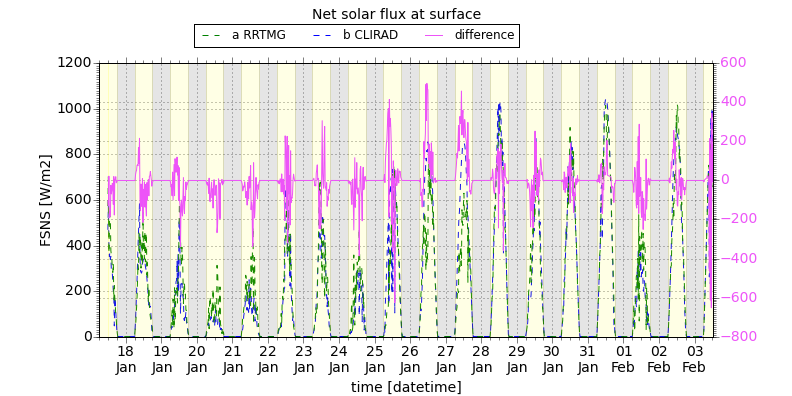 Net solar flux at surface
a RRTMG b CLIRAD difference
1200
1000
800
600
400
200
0
FSNS [W/m2]
600
400
200
0
−200
−400
−600
−800
18 19 20 21 22 23 24 25 26 27 28 29 30 31 01 02 03
Jan Jan Jan Jan Jan Jan Jan Jan Jan Jan Jan Jan Jan Jan Feb Feb Feb
time [datetime]